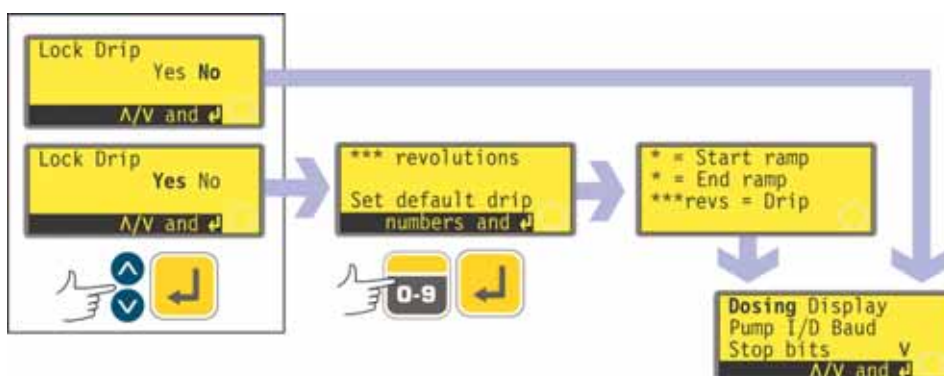 Lock Drip
Yes No
Λ/V and ↵
Lock Drip
Yes No
Λ/V and ↵
*** revolutions
Set default drip
numbers and ↵
0-9
* = Start ramp
* = End ramp
***revs = Drip
Dosing Display
Pump I/D Baud
Stop bits V
Λ/V and ↵